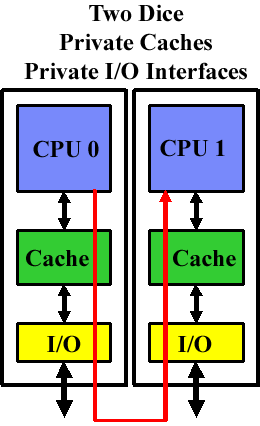 Two Dice
Private Caches
Private I/O Interfaces
CPU 0
CPU 1
Cache
Cache
I/O
I/O